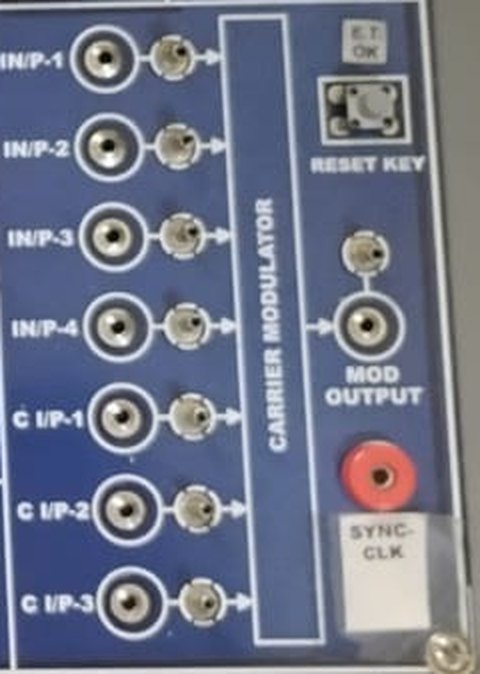 IN/P-1
IN/P-2
IN/P-3
IN/P-4
C I/P-1
C I/P-2
C I/P-3
CARRIER MODULATOR
E.T.
OK
RESET KEY
MOD
OUTPUT
SYNC-
CLK